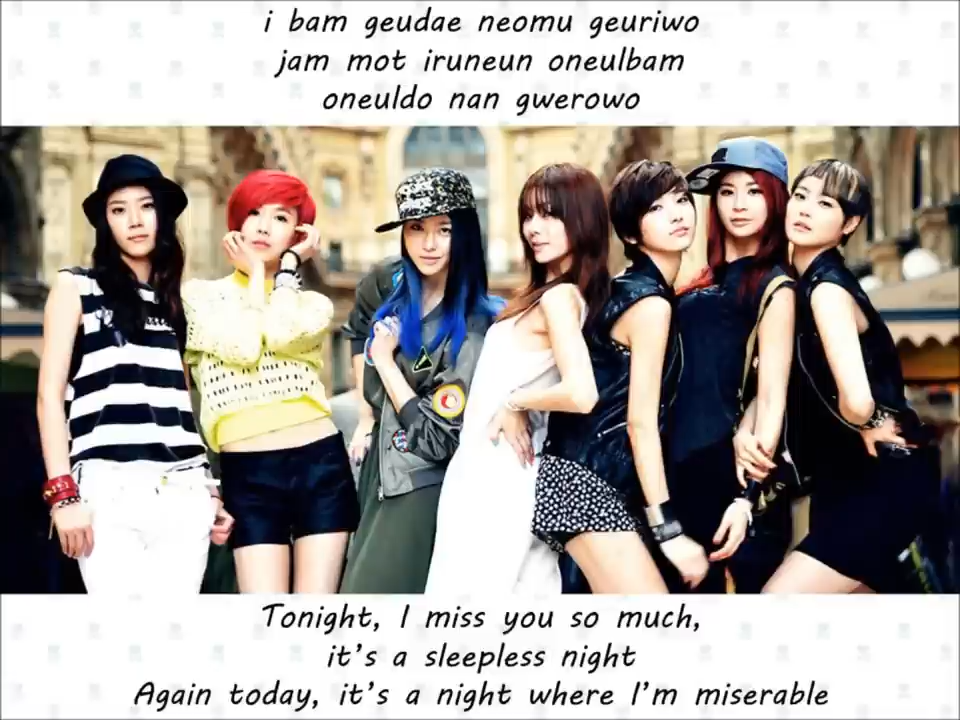 i bam geudae neomu geuriwo
jam mot iruneun oneulbam
oneuldo nan gwerowo
Tonight, I miss you so much,
it's a sleepless night
Again today, it's a night where I'm miserable